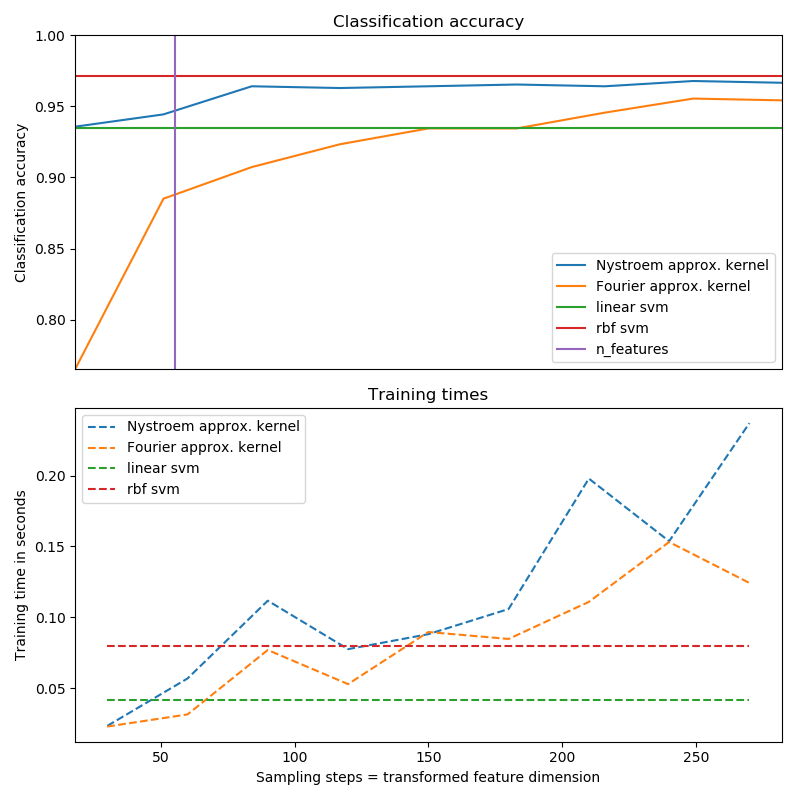 Classification accuracy
Classification accuracy
1.00
0.95
0.90
0.85
0.80
Nystroem approx. kernel
Fourier approx. kernel
linear svm
rbf svm
n_features
Training times
Training time in seconds
0.20
0.15
0.10
0.05
Nystroem approx. kernel
Fourier approx. kernel
linear svm
rbf svm
50 100 150 200 250
Sampling steps = transformed feature dimension